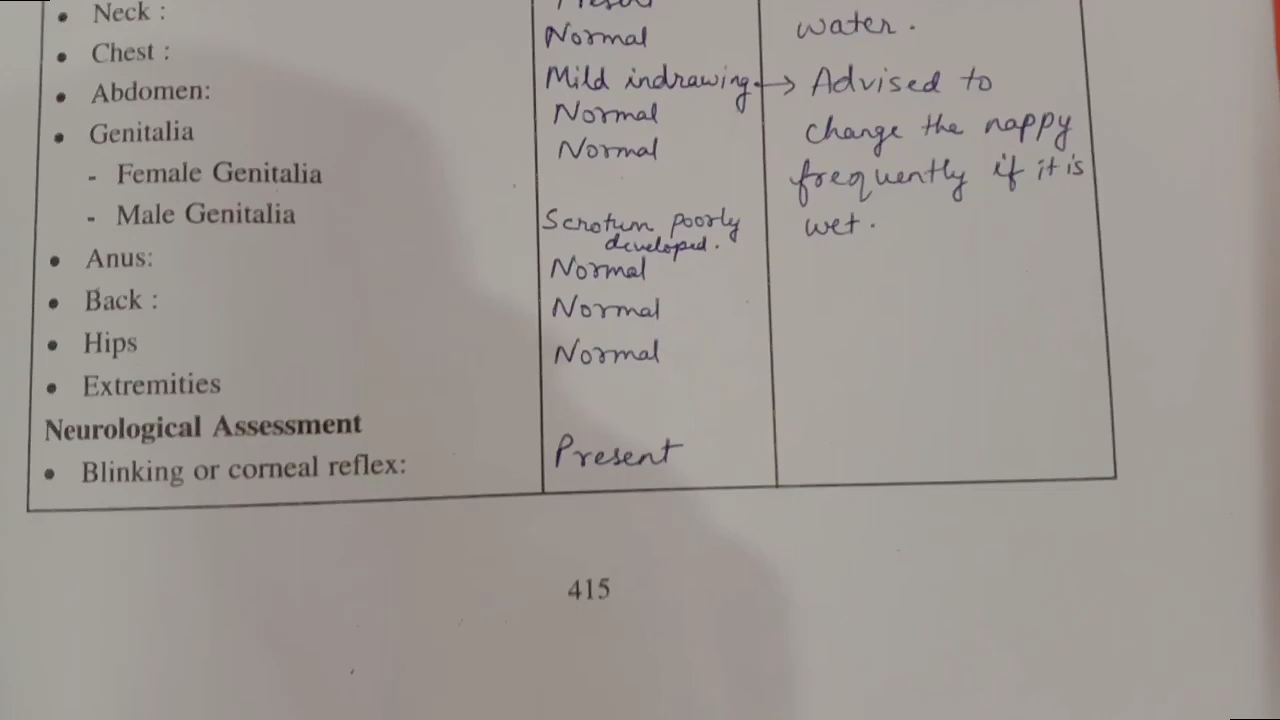 Neck :
Normal
water.
Chest :
Mild indrawing. → Advised to
Abdomen:
Normal
change the nappy
Genitalia
Normal
frequently if it is
- Female Genitalia
wet.
- Male Genitalia
Scrotum poorly
developed.
Anus:
Normal
Back :
Normal
Hips
Normal
Extremities
Neurological Assessment
Blinking or corneal reflex:
Present
415